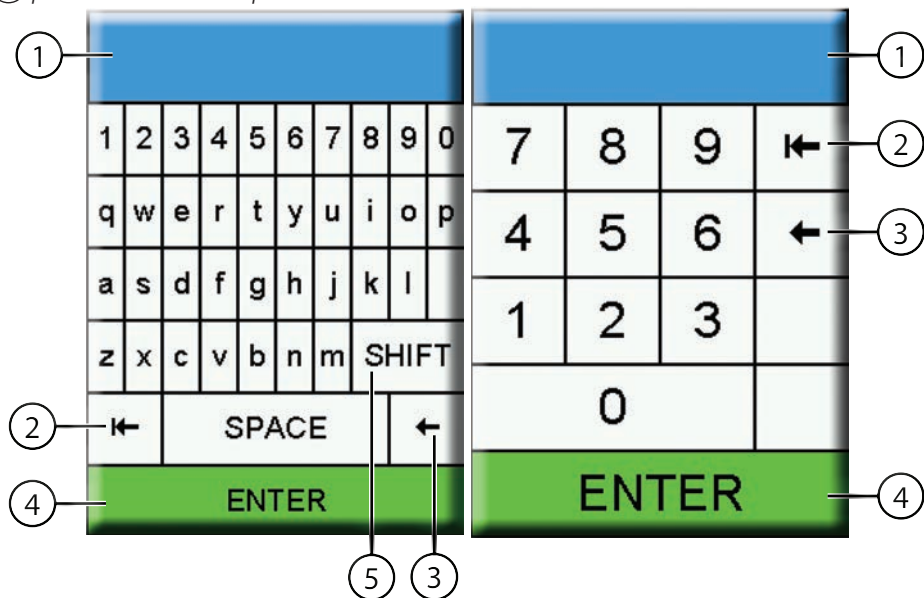 1 1
1 2 3 4 5 6 7 8 9 0
7 8 9 2
q w e r t y u i o p
4 5 6 3
a s d f g h j k l
1 2 3
z x c v b n m SHIFT
0
2 SPACE
4 ENTER
ENTER 4
5 3